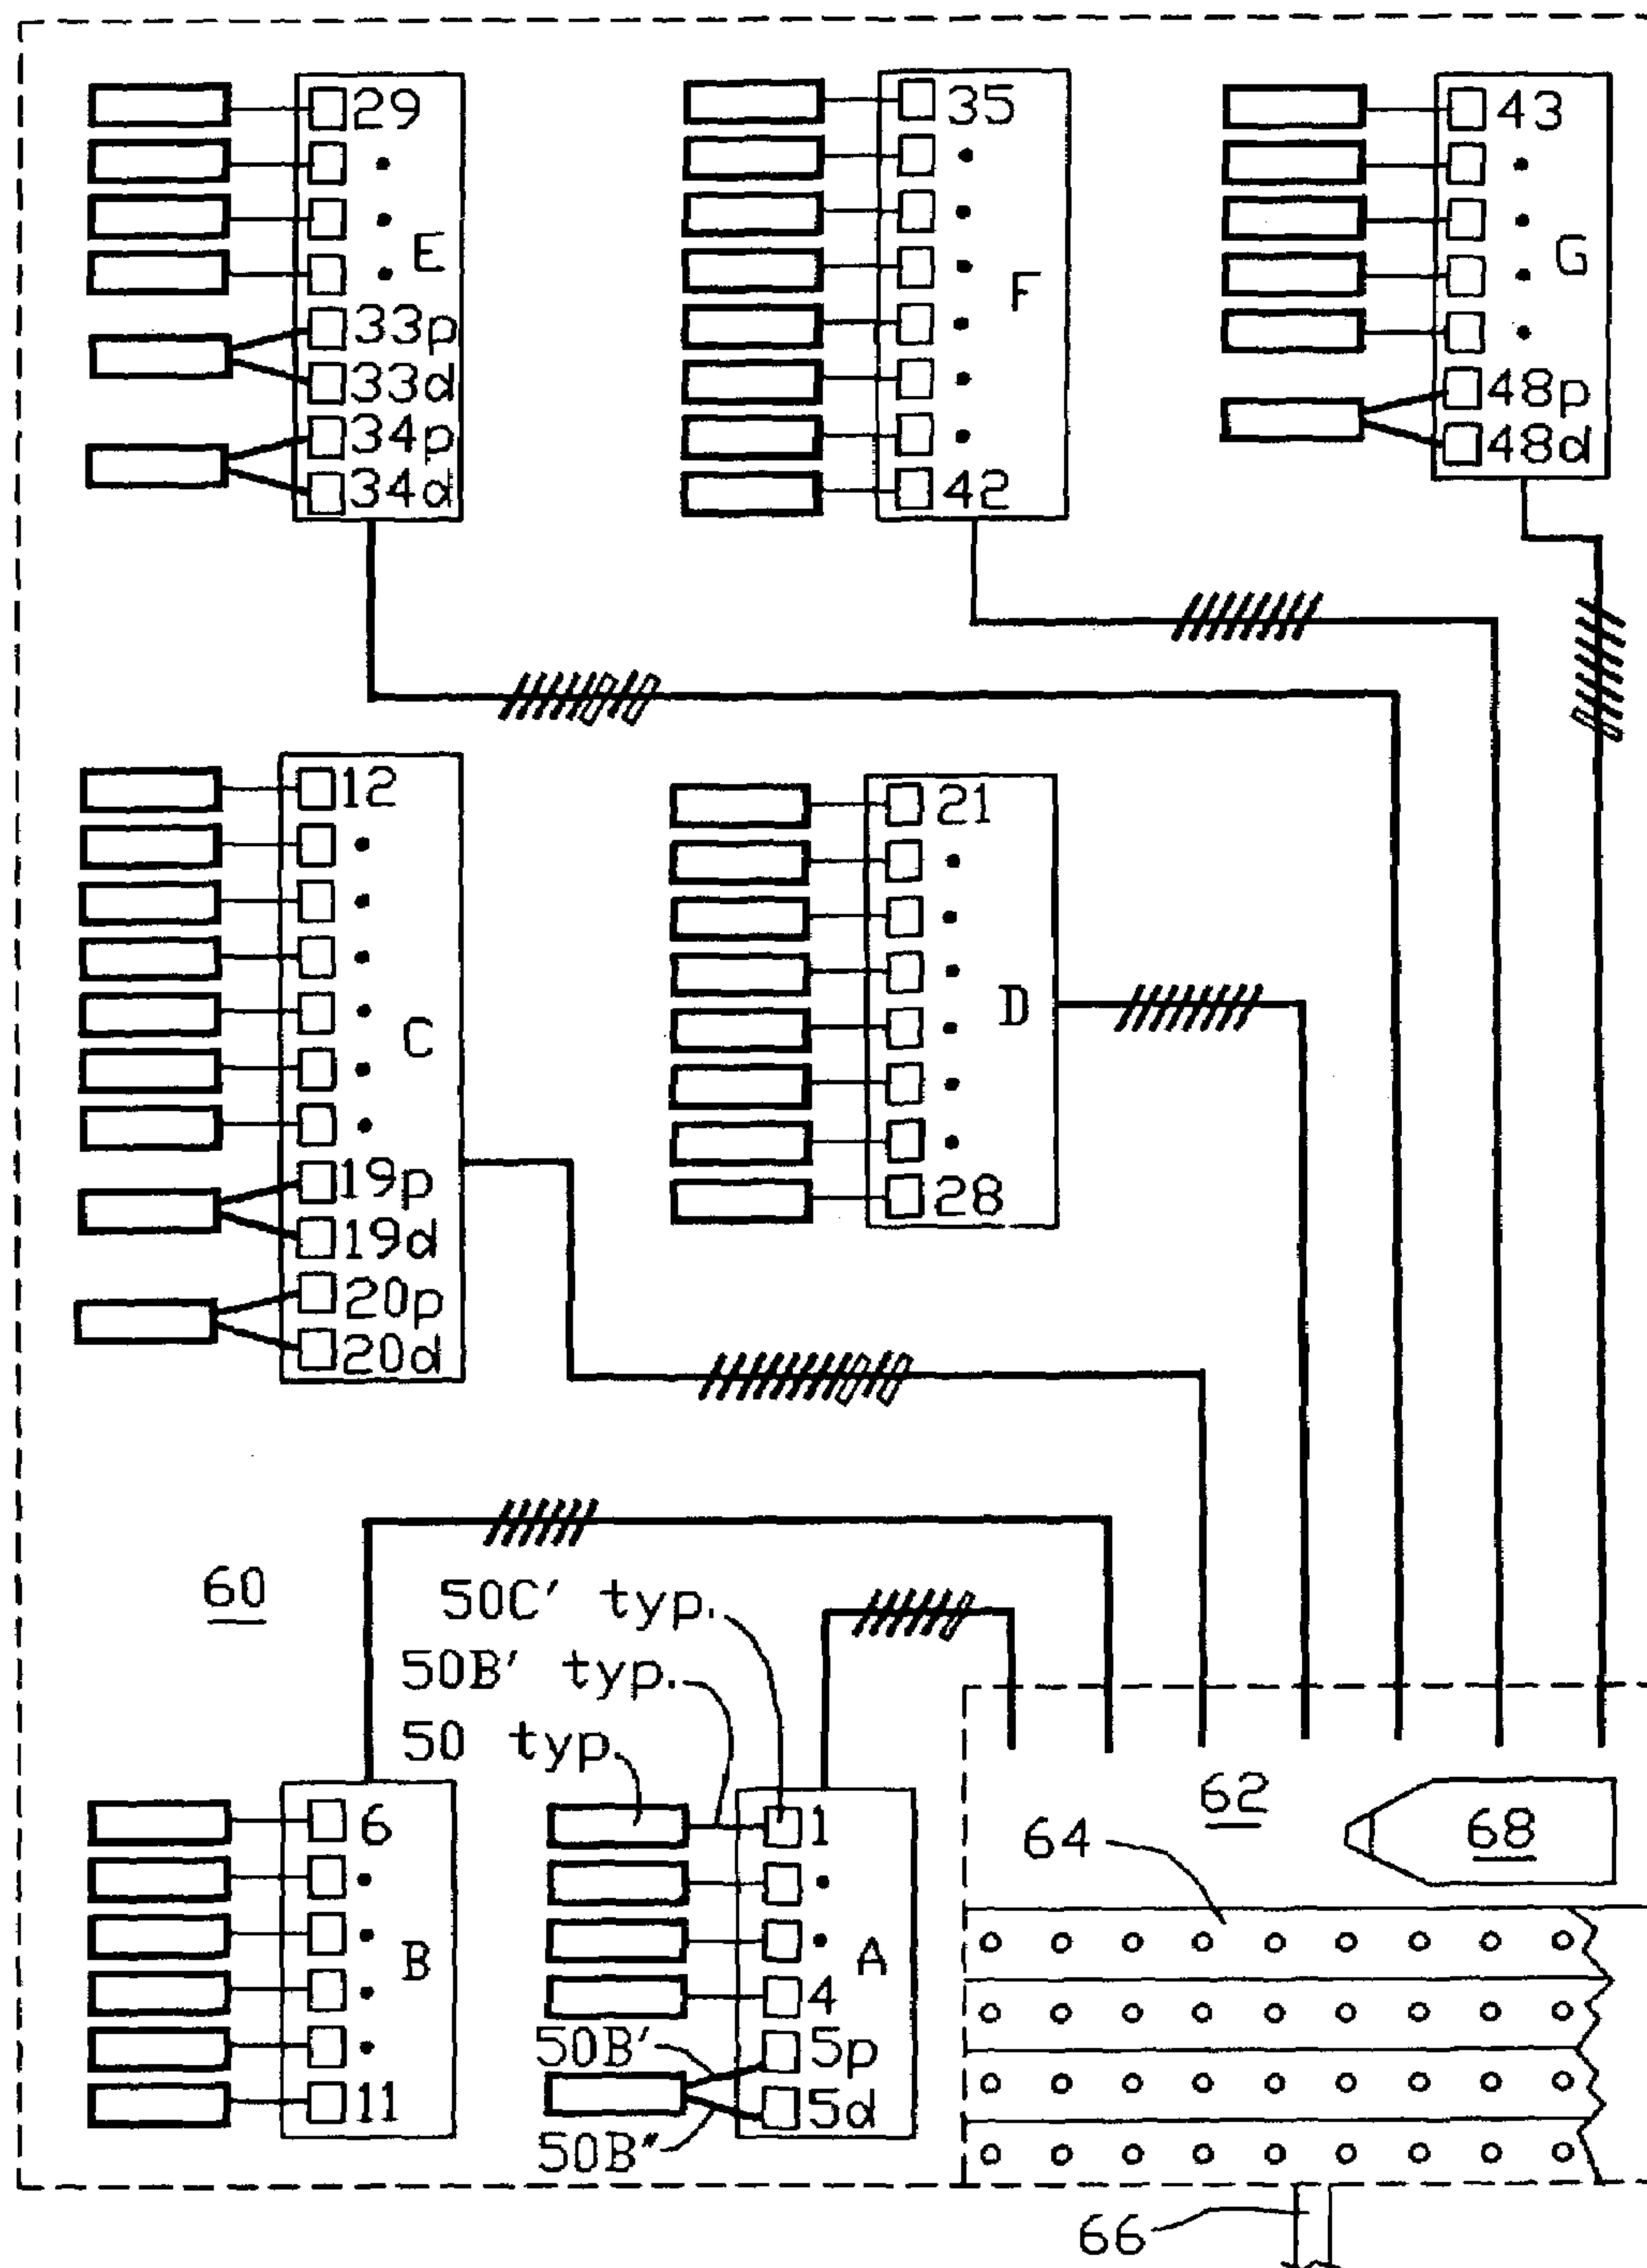 29
E
33p
33d
34p
34d
35
F
42
43
G
48p
48d
12
C
19p
19d
20p
20d
21
D
28
60
50C' typ.
50B' typ.
50 typ.
6
B
11
1
A
4
5p
5d
50B'
50B"
62
64
68
66